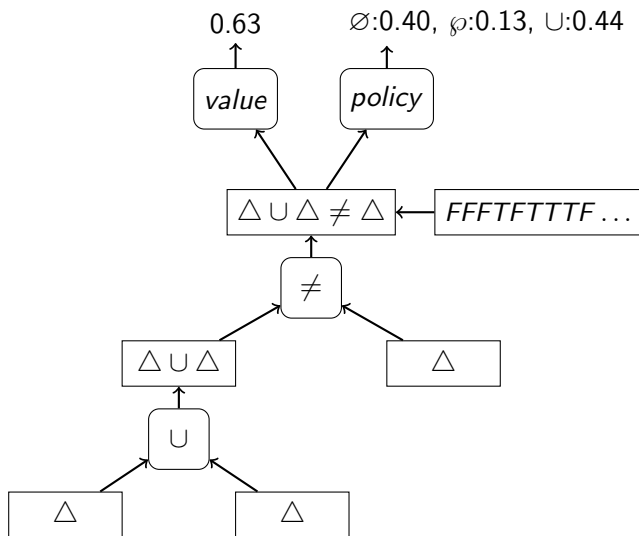 0.63
∅:0.40, ℘:0.13, ∪:0.44
value
policy
△ ∪ △ ≠ △
FFFTFTTTF ...
≠
△ ∪ △
△
∪
△
△